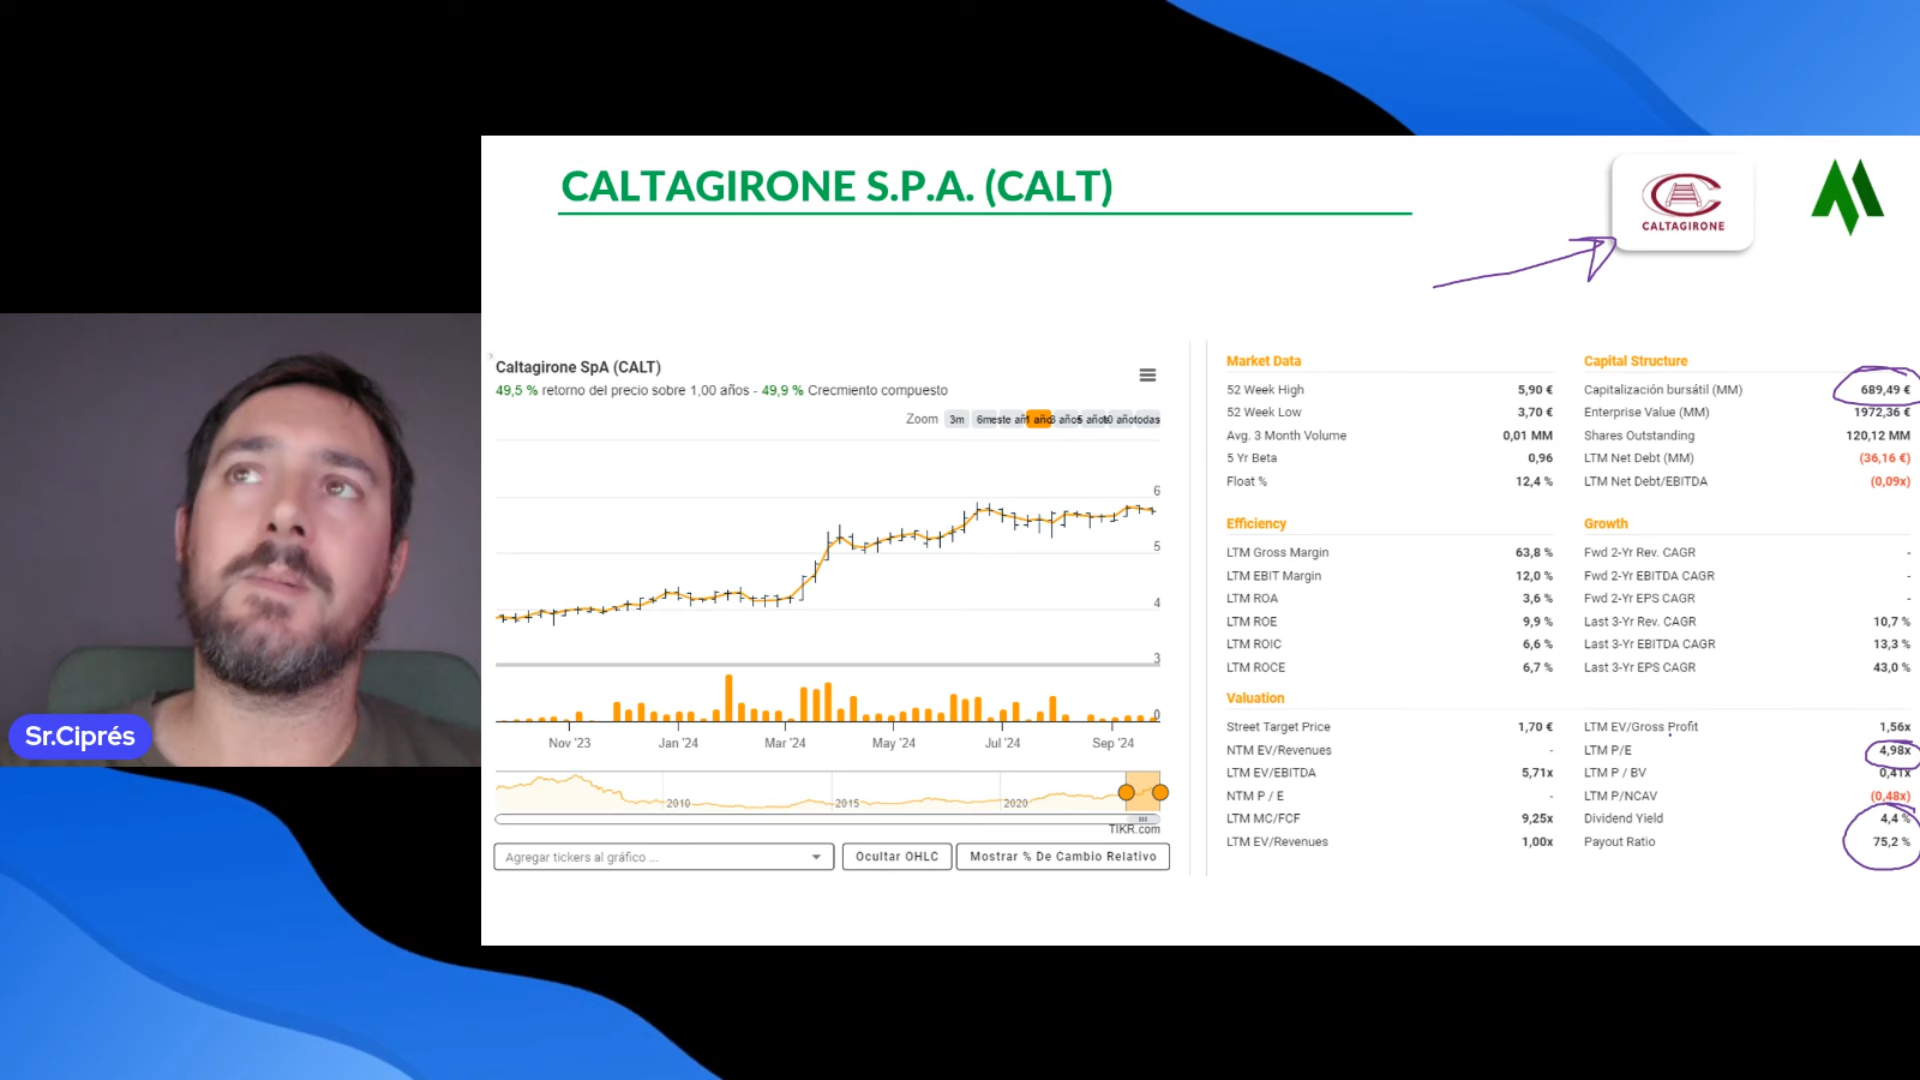 CALTAGIRONE S.P.A. (CALT)
CALTAGIRONE
Caltagirone SpA (CALT)
49,5 % retorno del precio sobre 1,00 años - 49,9 % Crecmiento compuesto
Zoom 3m 6meste añ1 año3 años5 años10 añotodas
6
5
4
3
0
Nov '23 Jan '24 Mar '24 May '24 Jul '24 Sep '24
2010 2015 2020
TIKR.com
Agregar tickers al gráfico ... Ocultar OHLC Mostrar % De Cambio Relativo
Market Data
52 Week High 5,90 €
52 Week Low 3,70 €
Avg. 3 Month Volume 0,01 MM
5 Yr Beta 0,96
Float % 12,4 %
Capital Structure
Capitalización bursátil (MM) 689,49 €
Enterprise Value (MM) 1972,36 €
Shares Outstanding 120,12 MM
LTM Net Debt (MM) (36,16 €)
LTM Net Debt/EBITDA (0,09x)
Efficiency
LTM Gross Margin 63,8 %
LTM EBIT Margin 12,0 %
LTM ROA 3,6 %
LTM ROE 9,9 %
LTM ROIC 6,6 %
LTM ROCE 6,7 %
Growth
Fwd 2-Yr Rev. CAGR -
Fwd 2-Yr EBITDA CAGR -
Fwd 2-Yr EPS CAGR -
Last 3-Yr Rev. CAGR 10,7 %
Last 3-Yr EBITDA CAGR 13,3 %
Last 3-Yr EPS CAGR 43,0 %
Valuation
Street Target Price 1,70 €
NTM EV/Revenues -
LTM EV/EBITDA 5,71x
NTM P / E -
LTM MC/FCF 9,25x
LTM EV/Revenues 1,00x
LTM EV/Gross Profit 1,56x
LTM P/E 4,98x
LTM P / BV 0,41x
LTM P/NCAV (0,48x)
Dividend Yield 4,4 %
Payout Ratio 75,2 %
Sr.Ciprés